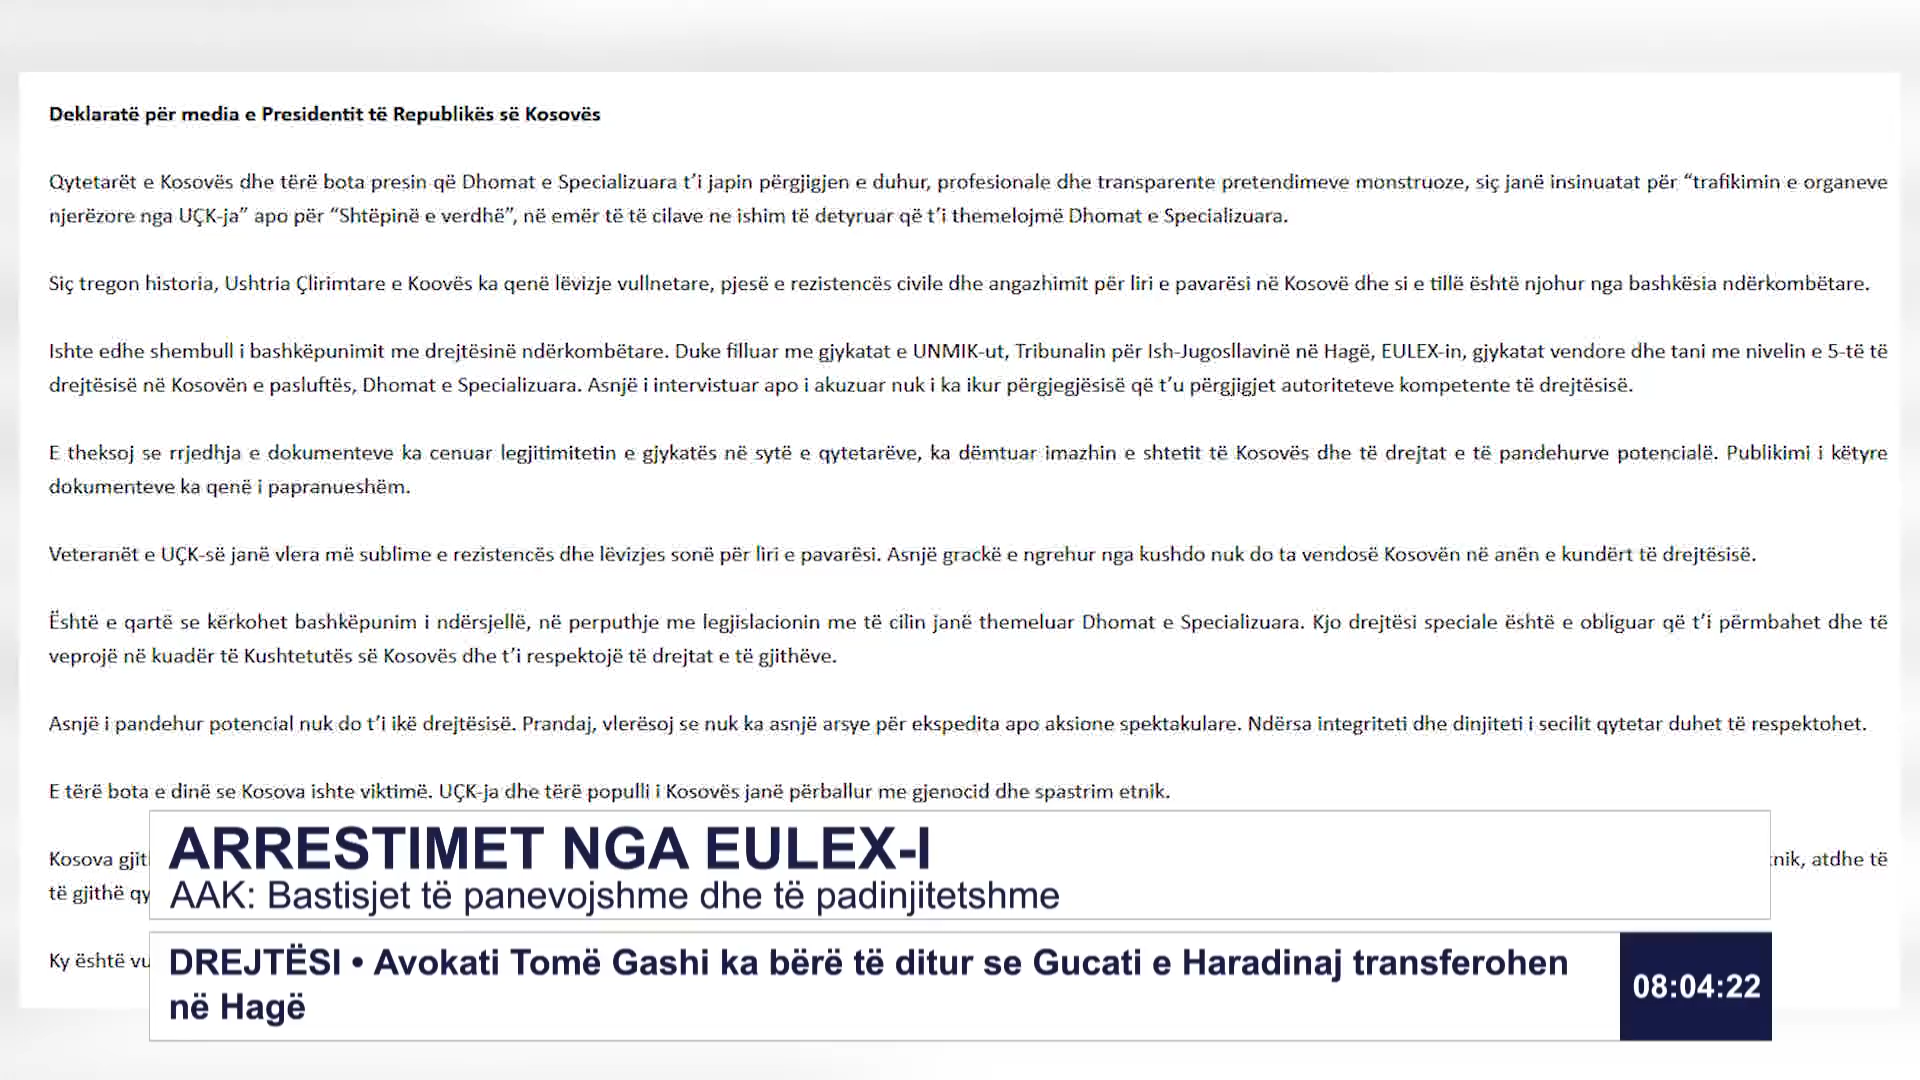 Deklaratë për media e Presidentit të Republikës së Kosovës
Qytetarët e Kosovës dhe tërë bota presin që Dhomat e Specializuara t’i japin përgjigjen e duhur, profesionale dhe transparente pretendimeve monstruoze, siç janë insinuatat për “trafikimin e organeve
njerëzore nga UÇK-ja” apo për “Shtëpinë e verdhë”, në emër të të cilave ne ishim të detyruar që t’i themelojmë Dhomat e Specializuara.
Siç tregon historia, Ushtria Çlirimtare e Koovës ka qenë lëvizje vullnetare, pjesë e rezistencës civile dhe angazhimit për liri e pavarësi në Kosovë dhe si e tillë është njohur nga bashkësia ndërkombëtare.
Ishte edhe shembull i bashkëpunimit me drejtësinë ndërkombëtare. Duke filluar me gjykatat e UNMIK-ut, Tribunalin për Ish-Jugosllavinë në Hagë, EULEX-in, gjykatat vendore dhe tani me nivelin e 5-të të
drejtësisë në Kosovën e pasluftës, Dhomat e Specializuara. Asnjë i intervistuar apo i akuzuar nuk i ka ikur përgjegjësisë që t’u përgjigjet autoriteteve kompetente të drejtësisë.
E theksoj se rrjedhja e dokumenteve ka cenuar legjitimitetin e gjykatës në sytë e qytetarëve, ka dëmtuar imazhin e shtetit të Kosovës dhe të drejtat e të pandehurve potencialë. Publikimi i këtyre
dokumenteve ka qenë i papranueshëm.
Veteranët e UÇK-së janë vlera më sublime e rezistencës dhe lëvizjes sonë për liri e pavarësi. Asnjë grackë e ngrehur nga kushdo nuk do ta vendosë Kosovën në anën e kundërt të drejtësisë.
Është e qartë se kërkohet bashkëpunim i ndërsjellë, në perputhje me legjislacionin me të cilin janë themeluar Dhomat e Specializuara. Kjo drejtësi speciale është e obliguar që t’i përmbahet dhe të
veprojë në kuadër të Kushtetutës së Kosovës dhe t’i respektojë të drejtat e të gjithëve.
Asnjë i pandehur potencial nuk do t’i ikë drejtësisë. Prandaj, vlerësoj se nuk ka asnjë arsye për ekspedita apo aksione spektakulare. Ndërsa integriteti dhe dinjiteti i secilit qytetar duhet të respektohet.
E tërë bota e dinë se Kosova ishte viktimë. UÇK-ja dhe tërë populli i Kosovës janë përballur me gjenocid dhe spastrim etnik.
Kosova atdhe të
të gjithë
Ky është
ARRESTIMET NGA EULEX-I
AAK: Bastisjet të panevojshme dhe të padinjitetshme
DREJTËSI • Avokati Tomë Gashi ka bërë të ditur se Gucati e Haradinaj transferohen
në Hagë
08:04:22